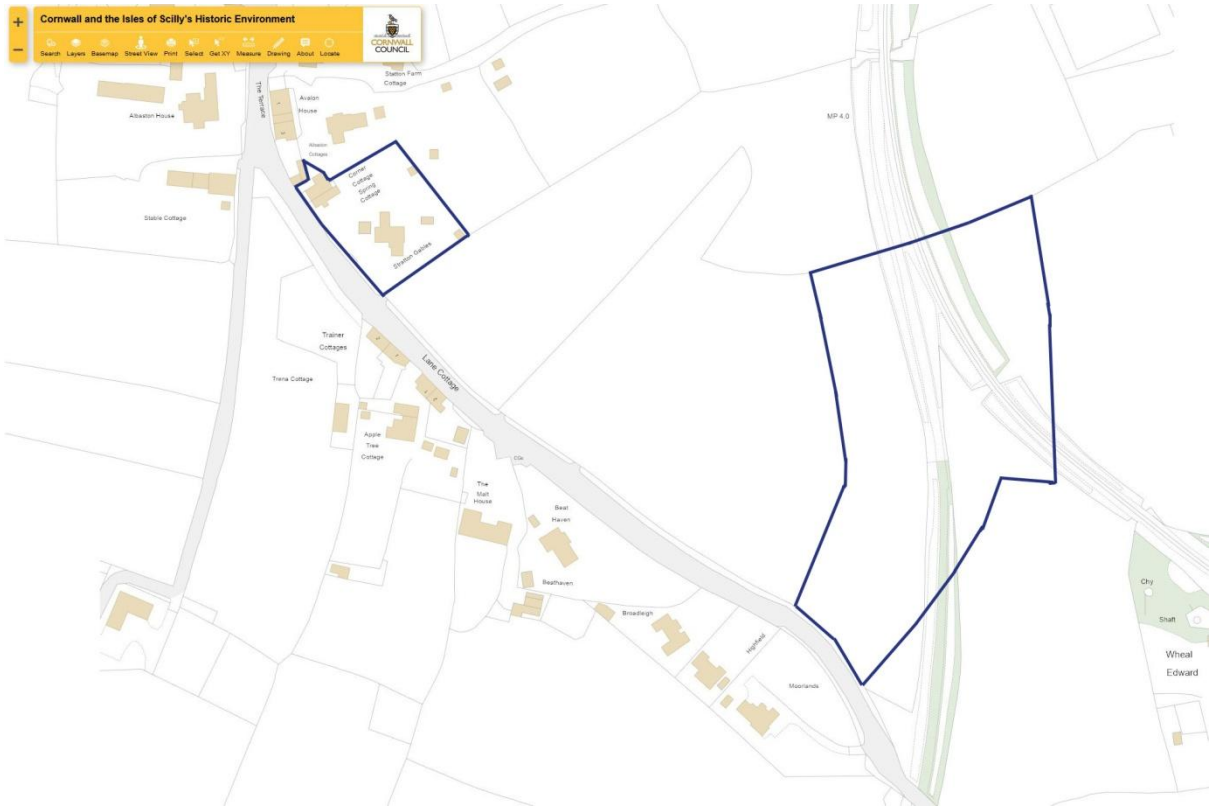 +
−
Cornwall and the Isles of Scilly's Historic Environment
Search Layers Basemap Street View Print Select Get XY Measure Drawing About Locate
CORNWALL
COUNCIL
Albaston House
The Terrace
Avalon
House
Station Farm
Cottage
Albaston
Cottages
Corner
Cottage
Spring
Cottage
Stratton Gables
Stable Cottage
MP 4.0
Trainer
Cottages
2
1
Trena Cottage
Lane Cottage
Apple
Tree
Cottage
CGs
The
Malt
House
Beat
Haven
Beathaven
Broadleigh
Highfield
Moorlands
Chy
Shaft
Wheal
Edward